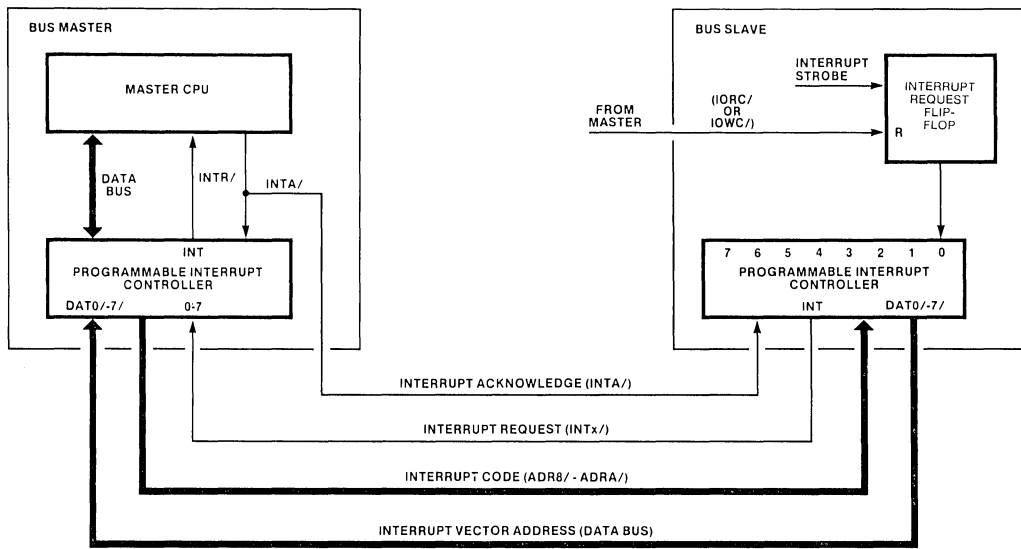 BUS MASTER
MASTER CPU
DATA
BUS
INTR/
INTA/
INT
PROGRAMMABLE INTERRUPT
CONTROLLER
DAT0/-7/
0-7
BUS SLAVE
INTERRUPT
STROBE
INTERRUPT
REQUEST
FLIP-
FLOP
R
FROM
MASTER
(IORC/
OR
IOWC/)
7 6 5 4 3 2 1 0
PROGRAMMABLE INTERRUPT
CONTROLLER
INT
DAT0/-7/
INTERRUPT ACKNOWLEDGE (INTA/)
INTERRUPT REQUEST (INTx/)
INTERRUPT CODE (ADR8/ - ADRA/)
INTERRUPT VECTOR ADDRESS (DATA BUS)